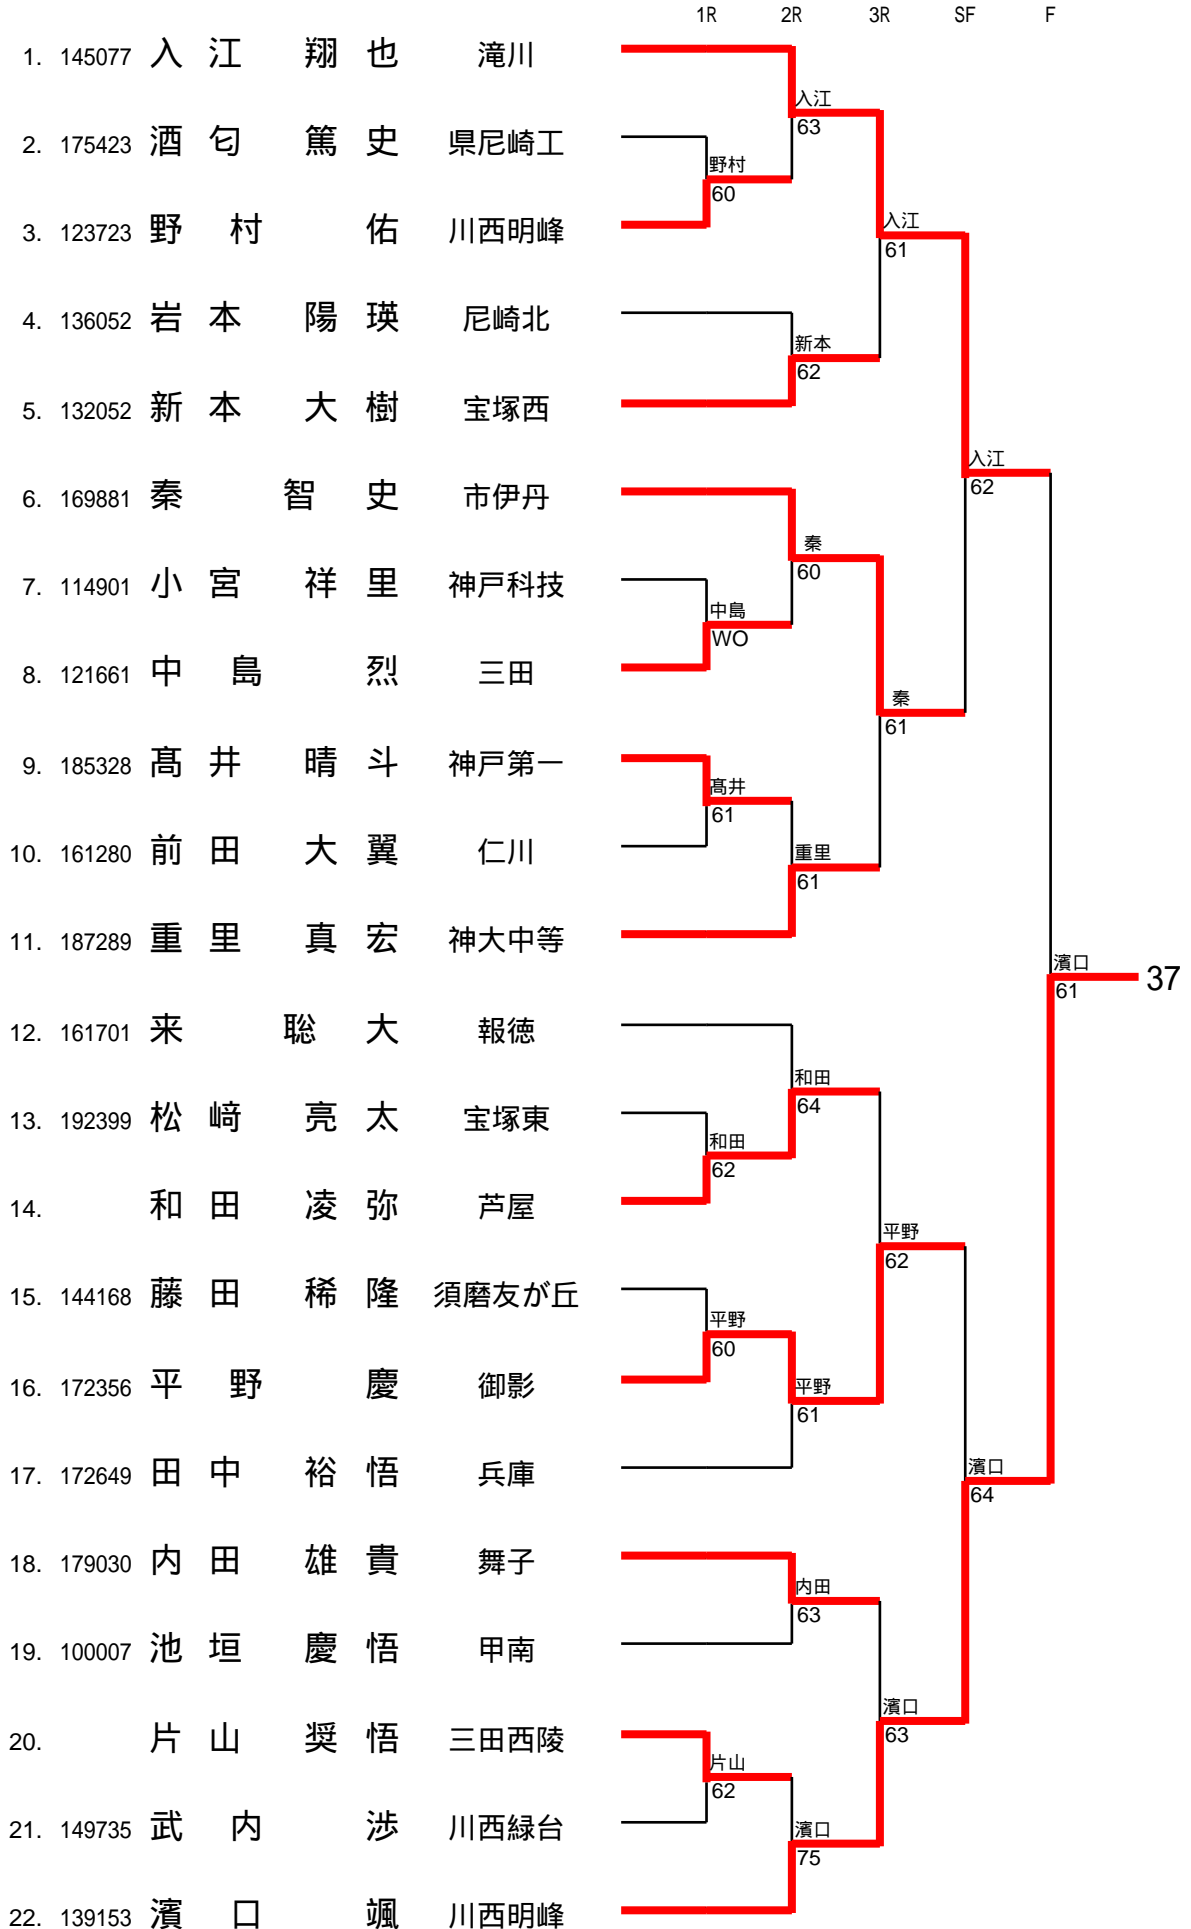 1R 2R 3R SF F
1. 145077 入江 翔也 滝川
入江
63
2. 175423 酒匂 篤史 県尼崎工
野村
60
3. 123723 野村 佑 川西明峰
入江
61
4. 136052 岩本 陽瑛 尼崎北
新本
62
5. 132052 新本 大樹 宝塚西
入江
62
6. 169881 秦 智史 市伊丹
秦
60
7. 114901 小宮 祥里 神戸科技
中島
WO
8. 121661 中島 烈 三田
秦
61
9. 185328 髙井 晴斗 神戸第一
髙井
61
10. 161280 前田 大翼 仁川
重里
61
11. 187289 重里 真宏 神大中等
濱口
61
37
12. 161701 来 聡大 報徳
和田
64
13. 192399 松﨑 亮太 宝塚東
和田
62
14. 和田 凌弥 芦屋
平野
62
15. 144168 藤田 稀隆 須磨友が丘
平野
60
16. 172356 平野 慶 御影
平野
61
17. 172649 田中 裕悟 兵庫
濱口
64
18. 179030 内田 雄貴 舞子
内田
63
19. 100007 池垣 慶悟 甲南
濱口
63
20. 片山 奨悟 三田西陵
片山
62
21. 149735 武内 渉 川西緑台
濱口
75
22. 139153 濱口 颯 川西明峰